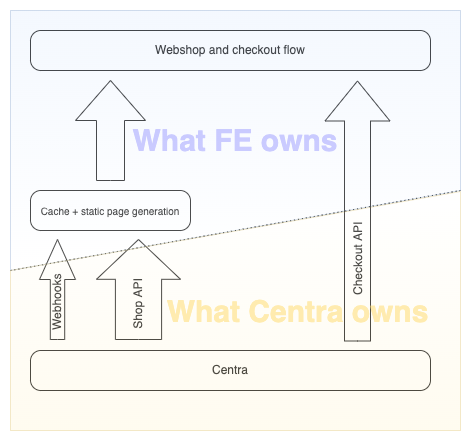 Webshop and checkout flow
What FE owns
Cache + static page generation
Webhooks
Shop API
Checkout API
What Centra owns
Centra